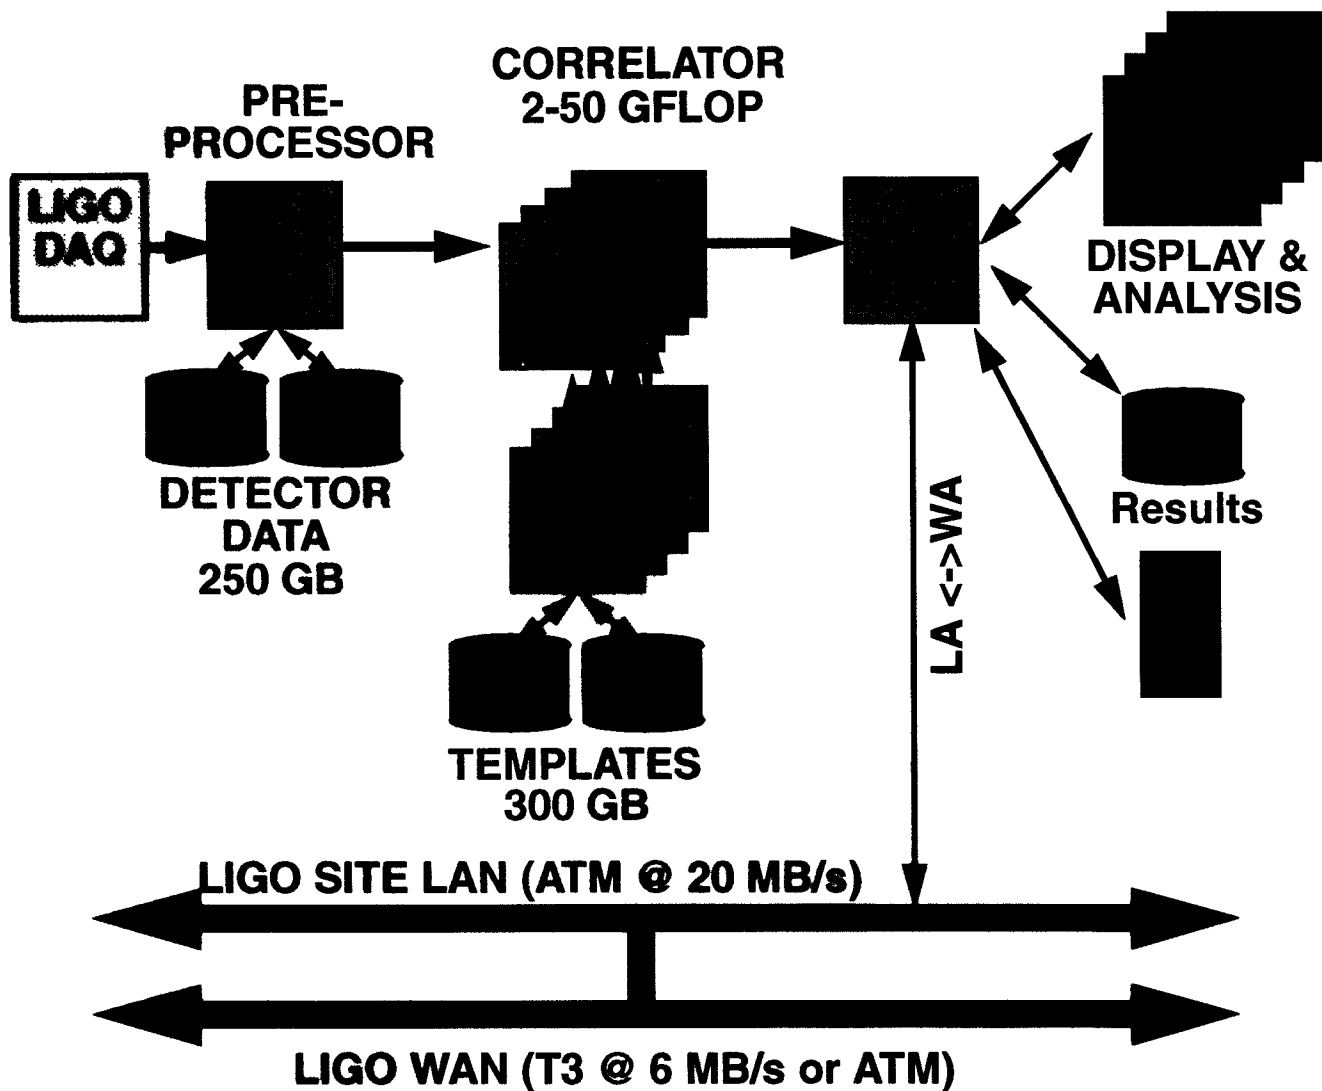 CORRELATOR
2-50 GFLOP
PRE-
PROCESSOR
LIGO
DAQ
DISPLAY &
ANALYSIS
DETECTOR
DATA
250 GB
Results
LA <->WA
TEMPLATES
300 GB
LIGO SITE LAN (ATM @ 20 MB/s)
LIGO WAN (T3 @ 6 MB/s or ATM)